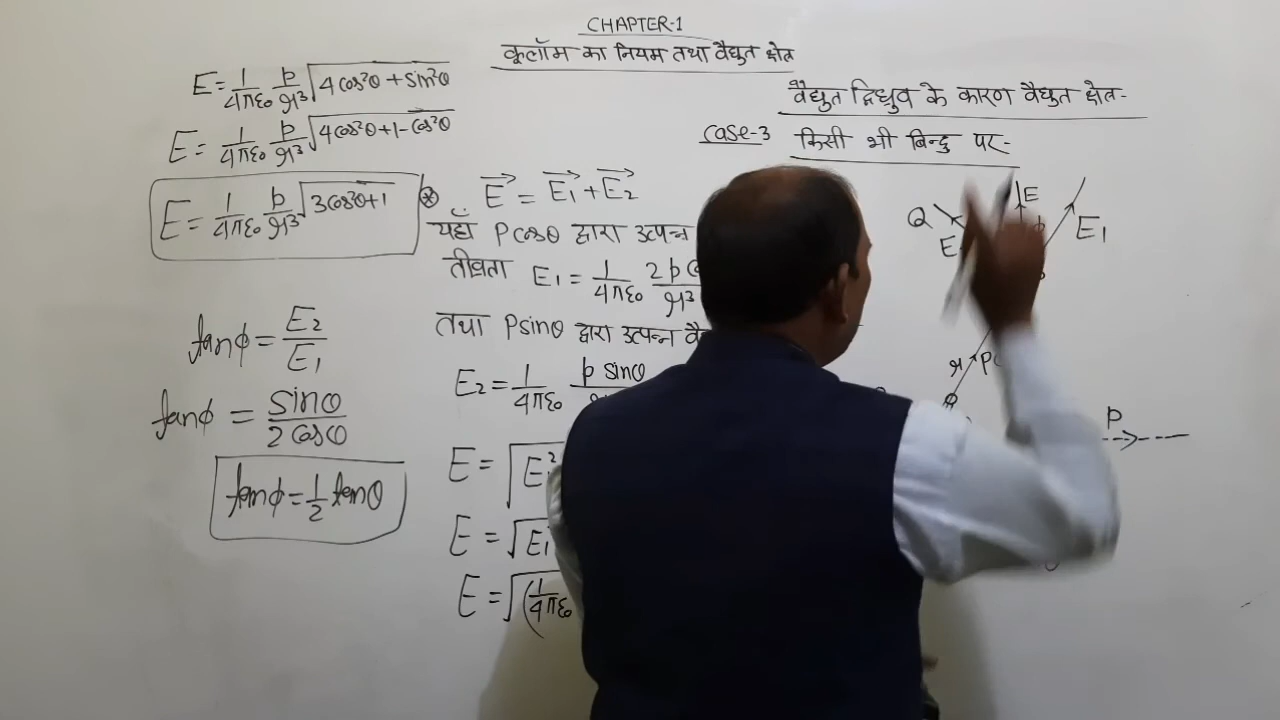 CHAPTER-1
कूलॉम का नियम तथा वैद्युत क्षेत्र
वैद्युत द्विध्रुव के कारण वैद्युत क्षेत्र-
Case-3 किसी भी बिन्दु पर:-
E = 1/4πε₀ p/r³ √4cos²θ + sin²θ
E = 1/4πε₀ p/r³ √4cos²θ + 1 - cos²θ
E = 1/4πε₀ p/r³ √3cos²θ + 1
tanϕ = E₂/E₁
tanϕ = sinθ/2cosθ
tanϕ = 1/2 tanθ
⊛ E⃗ = E⃗₁ + E⃗₂
यहाँ Pcosθ द्वारा उत्पन्न
तीव्रता E₁ = 1/4πε₀ 2p/r³
तथा Psinθ द्वारा उत्पन्न
E₂ = 1/4πε₀ p sinθ
E = √E²
E = √E₁
E = √(1/4πε₀
E
Q
E
E₁
r
P